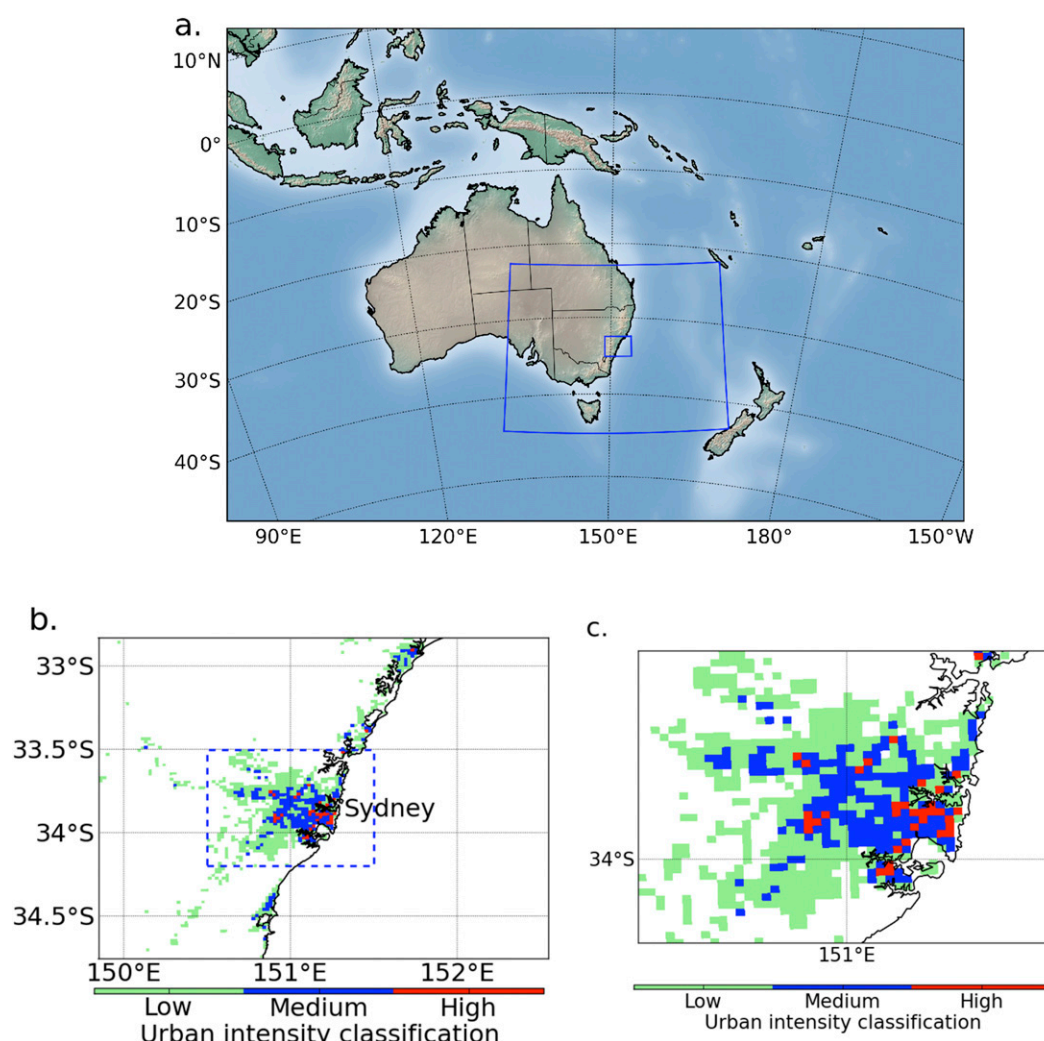 a.
10°N
0°
10°S
20°S
30°S
40°S
90°E 120°E 150°E 180° 150°W
b.
33°S
33.5°S
34°S
34.5°S
Sydney
150°E 151°E 152°E
Low Medium High
Urban intensity classification
c.
34°S
151°E
Low Medium High
Urban intensity classification